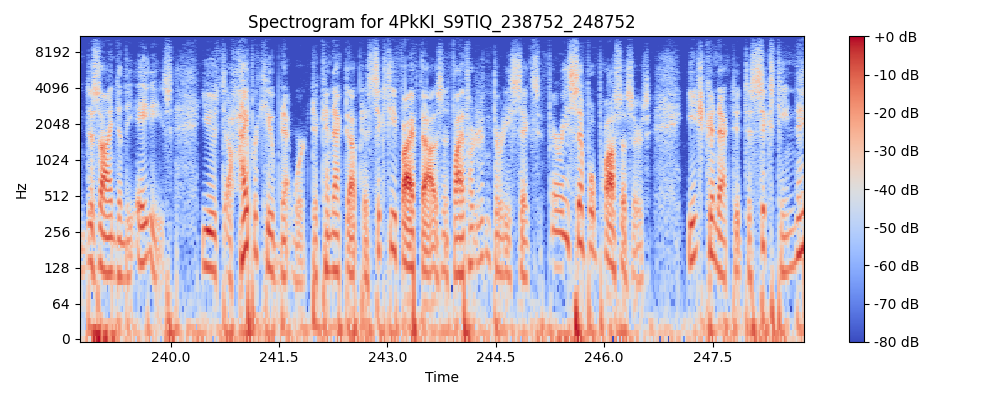 Spectrogram for 4PkKI_S9TIQ_238752_248752
8192
4096
2048
1024
512
256
128
64
0
Hz
240.0 241.5 243.0 244.5 246.0 247.5
Time
+0 dB
-10 dB
-20 dB
-30 dB
-40 dB
-50 dB
-60 dB
-70 dB
-80 dB